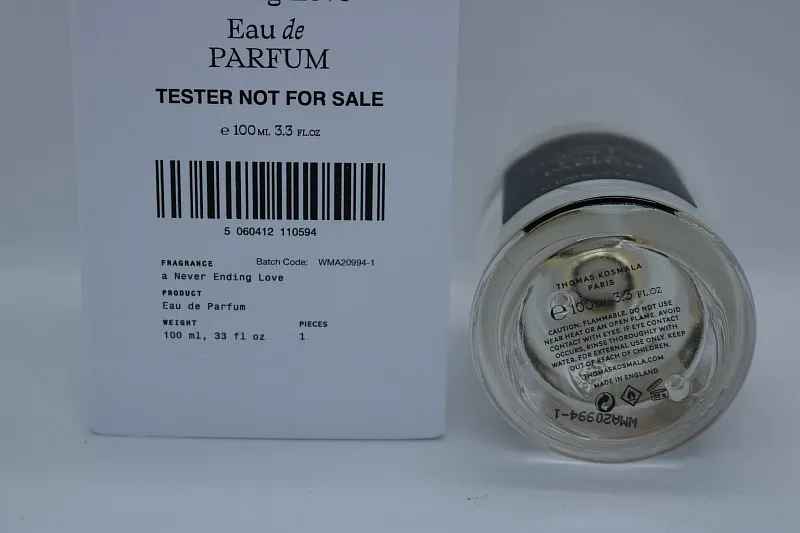 Eau de
PARFUM
TESTER NOT FOR SALE
e 100 ML 3.3 FL.OZ
5 060412 110594
FRAGRANCE Batch Code: WMA20994-1
a Never Ending Love
PRODUCT
Eau de Parfum
WEIGHT PIECES
100 ml, 33 fl oz 1
PARFUM
THOMAS KOSMALA
PARIS
e 100 ML 3.3 FL.OZ
CAUTION: FLAMMABLE. DO NOT USE
NEAR HEAT OR AN OPEN FLAME. AVOID
CONTACT WITH EYES. IF EYE CONTACT
OCCURS, RINSE THOROUGHLY WITH
WATER. FOR EXTERNAL USE ONLY. KEEP
OUT OF REACH OF CHILDREN.
THOMASKOSMALA.COM
MADE IN ENGLAND
WMA20994-1